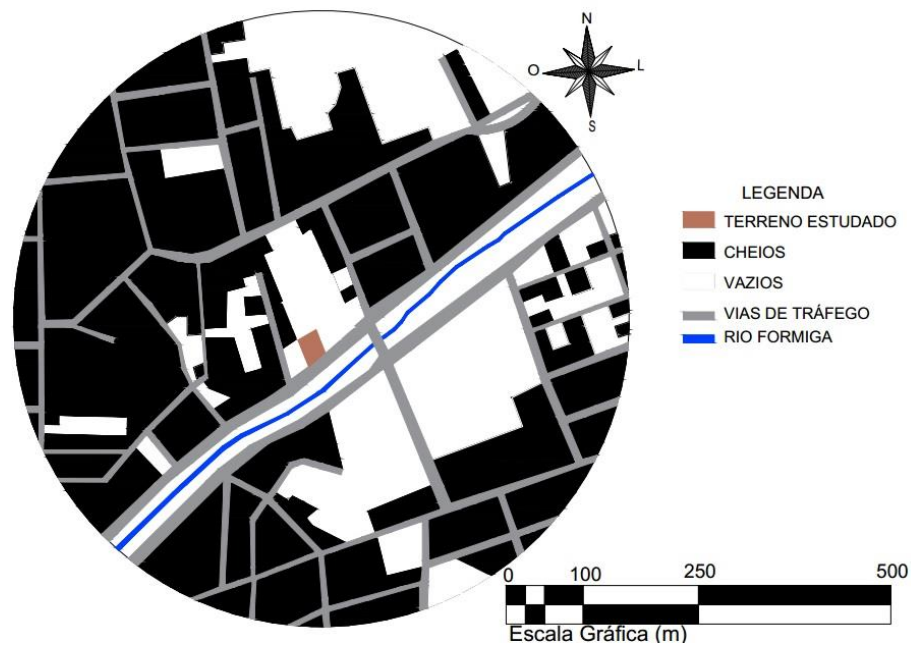 N
O L
S
LEGENDA
TERRENO ESTUDADO
CHEIOS
VAZIOS
VIAS DE TRÁFEGO
RIO FORMIGA
0 100 250 500
Escala Gráfica (m)